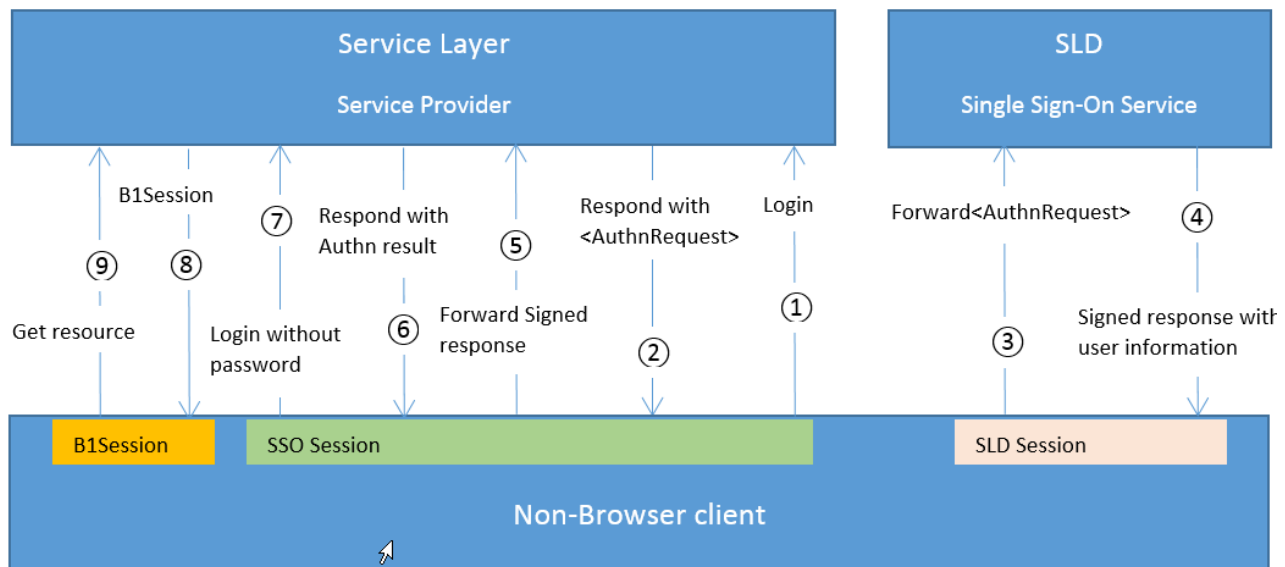 Service Layer
Service Provider
SLD
Single Sign-On Service
B1Session
⑨
⑧
Get resource
⑦
Login without
password
Respond with
Authn result
⑥
⑤
Forward Signed
response
Respond with
<AuthnRequest>
②
Login
①
Forward<AuthnRequest>
③
④
Signed response with
user information
B1Session
SSO Session
SLD Session
Non-Browser client